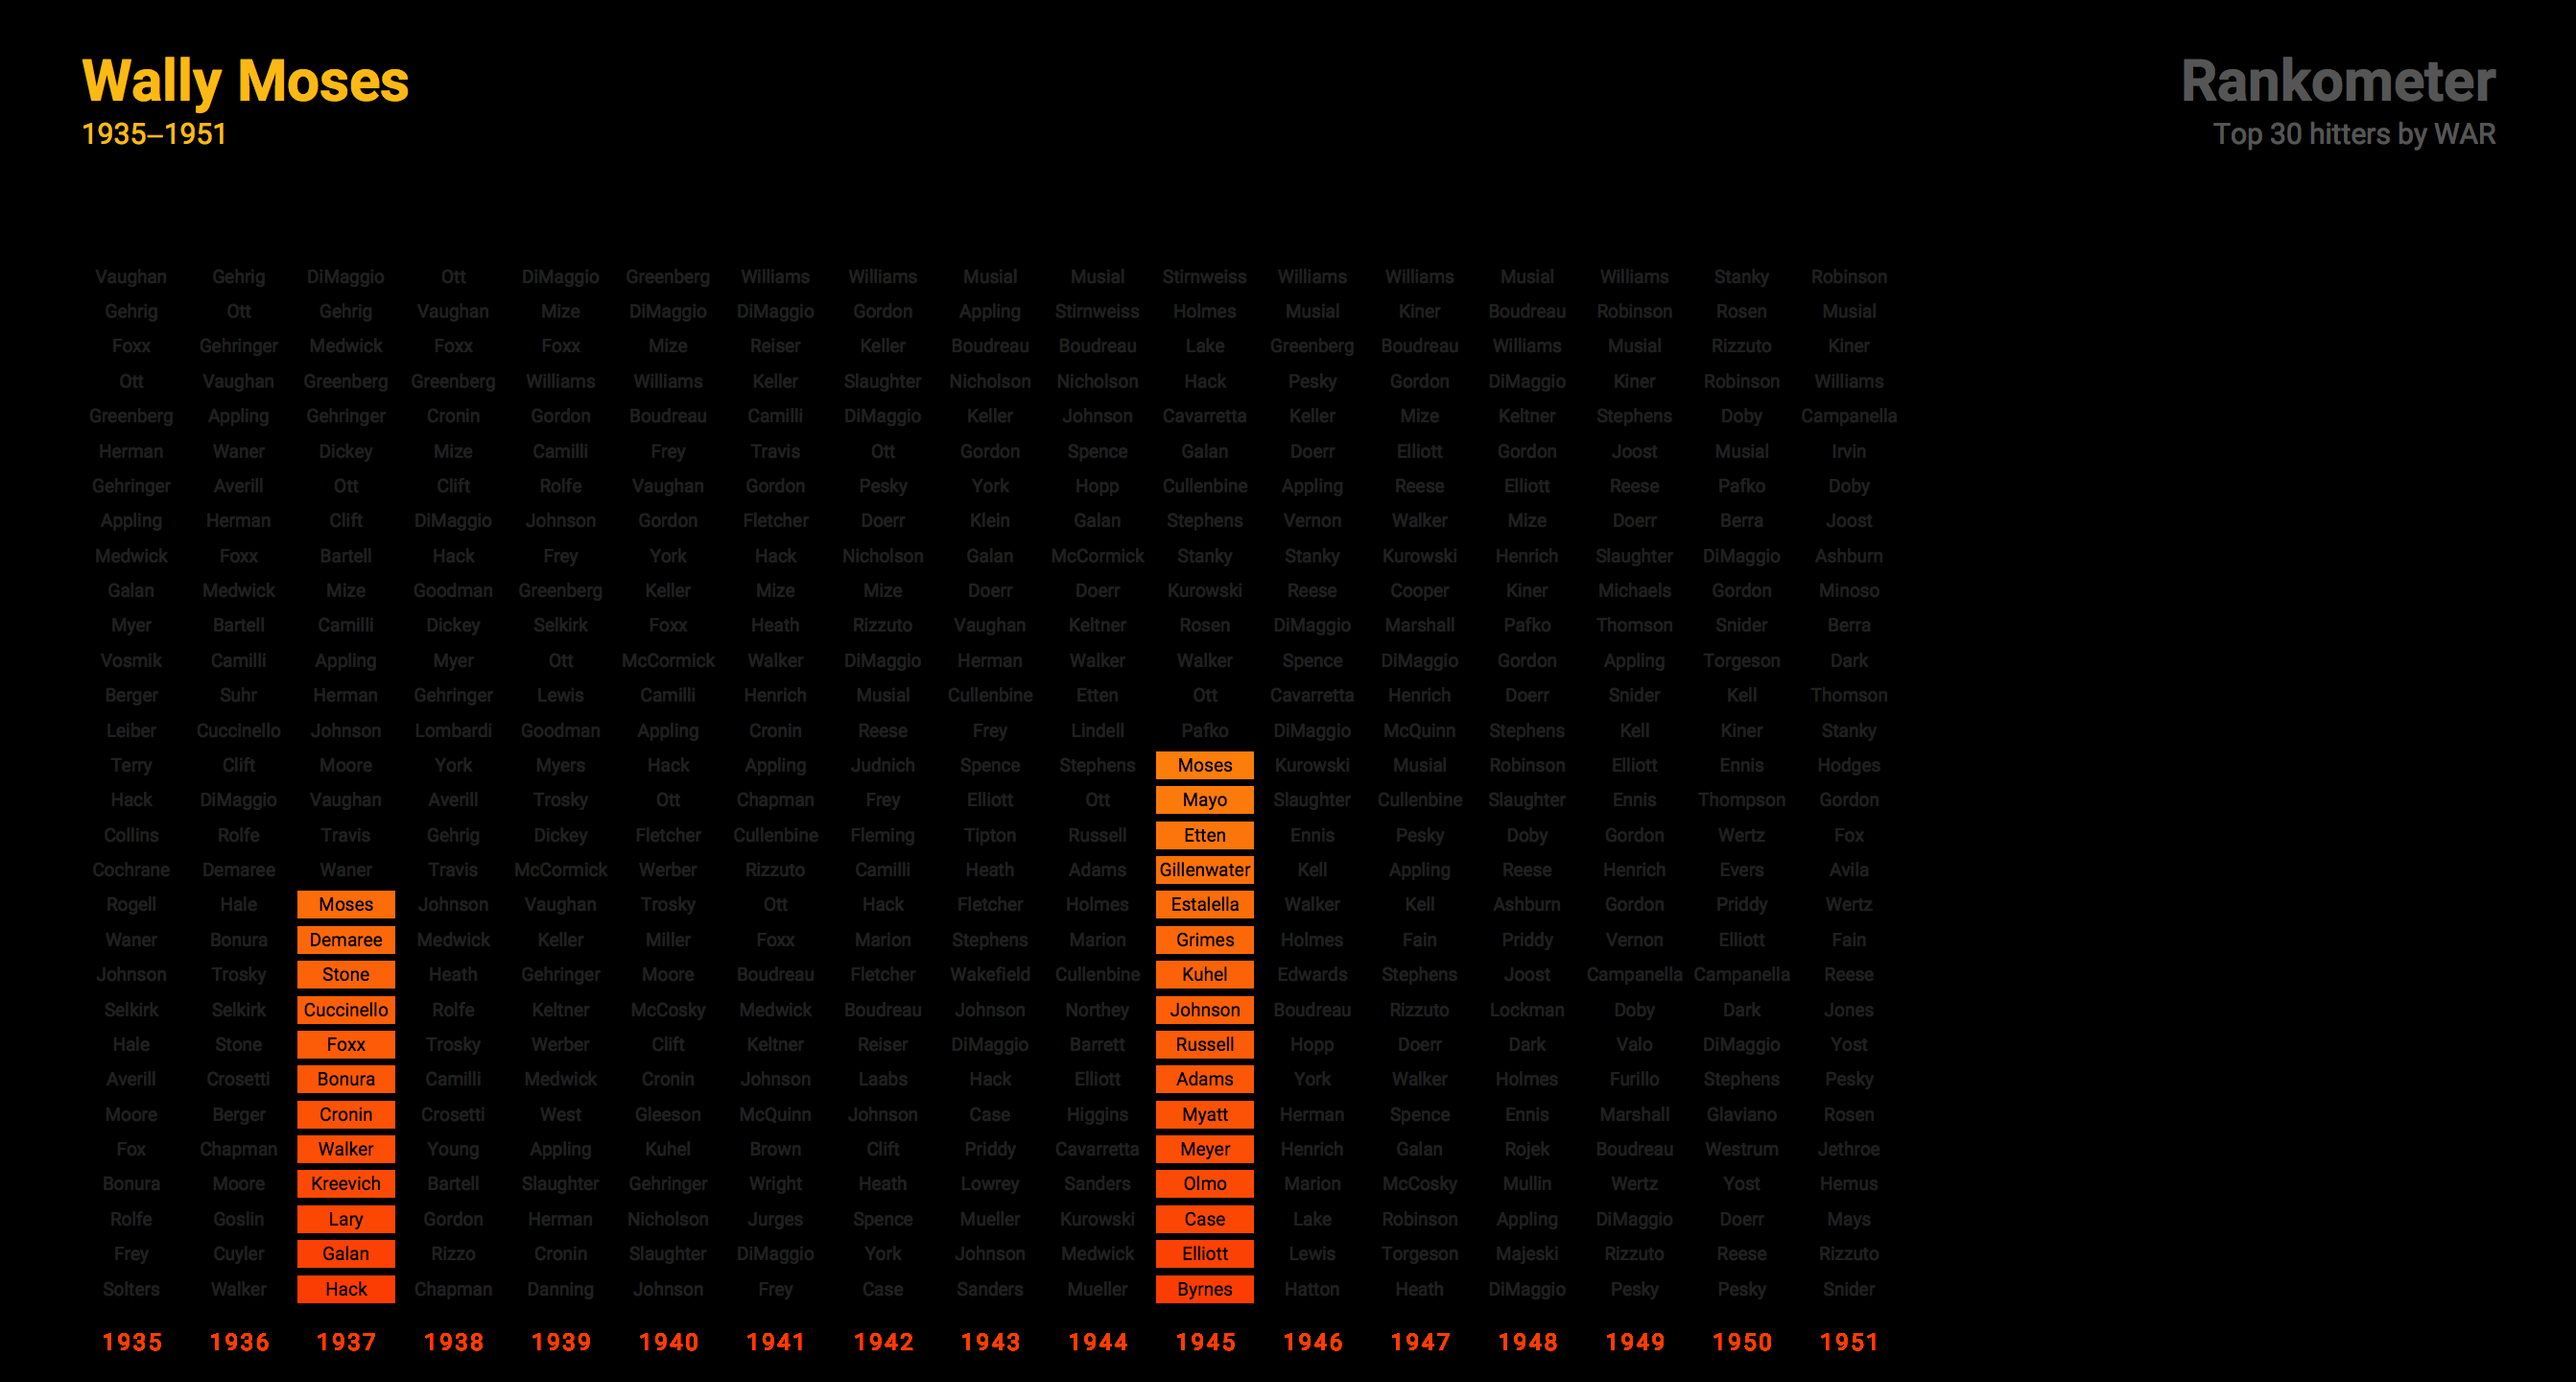 Wally Moses
1935–1951
Rankometer
Top 30 hitters by WAR
Vaughan Gehrig DiMaggio Ott DiMaggio Greenberg Williams Williams Musial Musial Stirnweiss Williams Williams Musial Williams Stanky Robinson
Gehrig Ott Gehrig Vaughan Mize DiMaggio DiMaggio Gordon Appling Stirnweiss Holmes Musial Kiner Boudreau Robinson Rosen Musial
Foxx Gehringer Medwick Foxx Foxx Mize Reiser Keller Boudreau Boudreau Lake Greenberg Boudreau Williams Musial Rizzuto Kiner
Ott Vaughan Greenberg Greenberg Williams Williams Keller Slaughter Nicholson Nicholson Hack Pesky Gordon DiMaggio Kiner Robinson Williams
Greenberg Appling Gehringer Cronin Gordon Boudreau Camilli DiMaggio Keller Johnson Cavarretta Keller Mize Keltner Stephens Doby Campanella
Herman Waner Dickey Mize Camilli Frey Travis Ott Gordon Spence Galan Doerr Elliott Gordon Joost Musial Irvin
Gehringer Averill Ott Clift Rolfe Vaughan Gordon Pesky York Hopp Cullenbine Appling Reese Elliott Reese Pafko Doby
Appling Herman Clift DiMaggio Johnson Gordon Fletcher Doerr Klein Galan Stephens Vernon Walker Mize Doerr Berra Joost
Medwick Foxx Bartell Hack Frey York Hack Nicholson Galan McCormick Stanky Stanky Kurowski Henrich Slaughter DiMaggio Ashburn
Galan Medwick Mize Goodman Greenberg Keller Mize Mize Doerr Doerr Kurowski Reese Cooper Kiner Michaels Gordon Minoso
Myer Bartell Camilli Dickey Selkirk Foxx Heath Rizzuto Vaughan Keltner Rosen DiMaggio Marshall Pafko Thomson Snider Berra
Vosmik Camilli Appling Myer Ott McCormick Walker DiMaggio Herman Walker Walker Spence DiMaggio Gordon Appling Torgeson Dark
Berger Suhr Herman Gehringer Lewis Camilli Henrich Musial Cullenbine Etten Ott Cavarretta Henrich Doerr Snider Kell Thomson
Leiber Cuccinello Johnson Lombardi Goodman Appling Cronin Reese Frey Lindell Pafko DiMaggio McQuinn Stephens Kell Kiner Stanky
Terry Clift Moore York Myers Hack Appling Judnich Spence Stephens Moses Kurowski Musial Robinson Elliott Ennis Hodges
Hack DiMaggio Vaughan Averill Trosky Ott Chapman Frey Elliott Ott Mayo Slaughter Cullenbine Slaughter Ennis Thompson Gordon
Collins Rolfe Travis Gehrig Dickey Fletcher Cullenbine Fleming Tipton Russell Etten Ennis Pesky Doby Gordon Wertz Fox
Cochrane Demaree Waner Travis McCormick Werber Rizzuto Camilli Heath Adams Gillenwater Kell Appling Reese Henrich Evers Avila
Rogell Hale Moses Johnson Vaughan Trosky Ott Hack Fletcher Holmes Estalella Walker Kell Ashburn Gordon Priddy Wertz
Waner Bonura Demaree Medwick Keller Miller Foxx Marion Stephens Marion Grimes Holmes Fain Priddy Vernon Elliott Fain
Johnson Trosky Stone Heath Gehringer Moore Boudreau Fletcher Wakefield Cullenbine Kuhel Edwards Stephens Joost Campanella Campanella Reese
Selkirk Selkirk Cuccinello Rolfe Keltner McCosky Medwick Boudreau Johnson Northey Johnson Boudreau Rizzuto Lockman Doby Dark Jones
Hale Stone Foxx Trosky Werber Clift Keltner Reiser DiMaggio Barrett Russell Hopp Doerr Dark Valo DiMaggio Yost
Averill Crosetti Bonura Camilli Medwick Cronin Johnson Laabs Hack Elliott Adams York Walker Holmes Furillo Stephens Pesky
Moore Berger Cronin Crosetti West Gleeson McQuinn Johnson Case Higgins Myatt Herman Spence Ennis Marshall Glaviano Rosen
Fox Chapman Walker Young Appling Kuhel Brown Clift Priddy Cavarretta Meyer Henrich Galan Rojek Boudreau Westrum Jethroe
Bonura Moore Kreevich Bartell Slaughter Gehringer Wright Heath Lowrey Sanders Olmo Marion McCosky Mullin Wertz Yost Hemus
Rolfe Goslin Lary Gordon Herman Nicholson Jurges Spence Mueller Kurowski Case Lake Robinson Appling DiMaggio Doerr Mays
Frey Cuyler Galan Rizzo Cronin Slaughter DiMaggio York Johnson Medwick Elliott Lewis Torgeson Majeski Rizzuto Reese Rizzuto
Solters Walker Hack Chapman Danning Johnson Frey Case Sanders Mueller Byrnes Hatton Heath DiMaggio Pesky Pesky Snider
1935 1936 1937 1938 1939 1940 1941 1942 1943 1944 1945 1946 1947 1948 1949 1950 1951